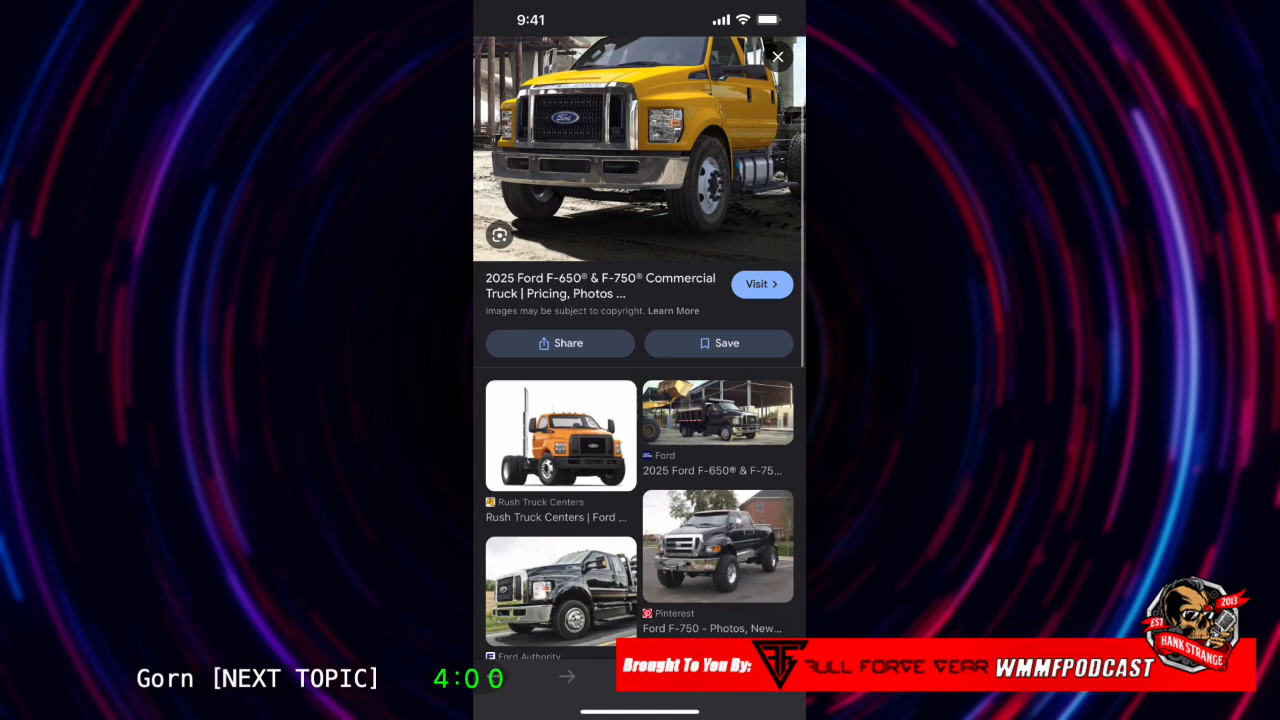 9:41
Ford
2025 Ford F-650® & F-750® Commercial
Truck | Pricing, Photos ...
Visit
Images may be subject to copyright. Learn More
Share
Save
Rush Truck Centers
Rush Truck Centers | Ford ...
Ford
2025 Ford F-650® & F-75...
Pinterest
Ford F-750 - Photos, New...
Ford Authority
Gorn [NEXT TOPIC]
4:00
Brought To You By:
FULL FORCE GEAR
WMMFPODCAST
EST
2013
HANK STRANGE